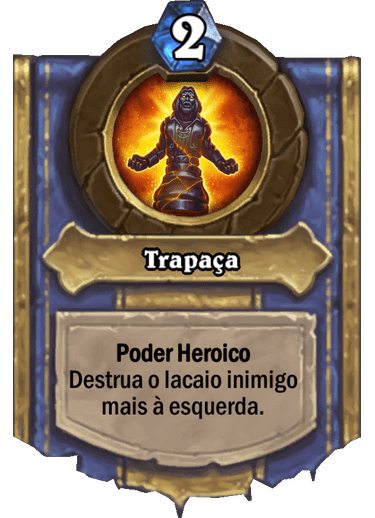 2
Trapaça
Poder Heroico
Destrua o lacaio inimigo
mais à esquerda.